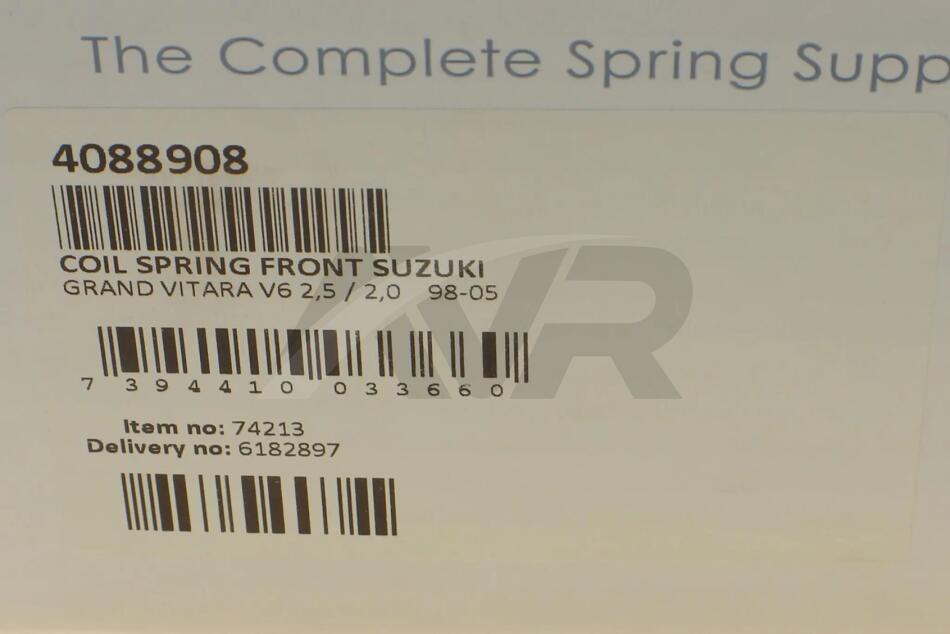 The Complete Spring Supp
4088908
COIL SPRING FRONT SUZUKI
GRAND VITARA V6 2,5 / 2,0 98-05
AVR
7 394410 033660
Item no: 74213
Delivery no: 6182897